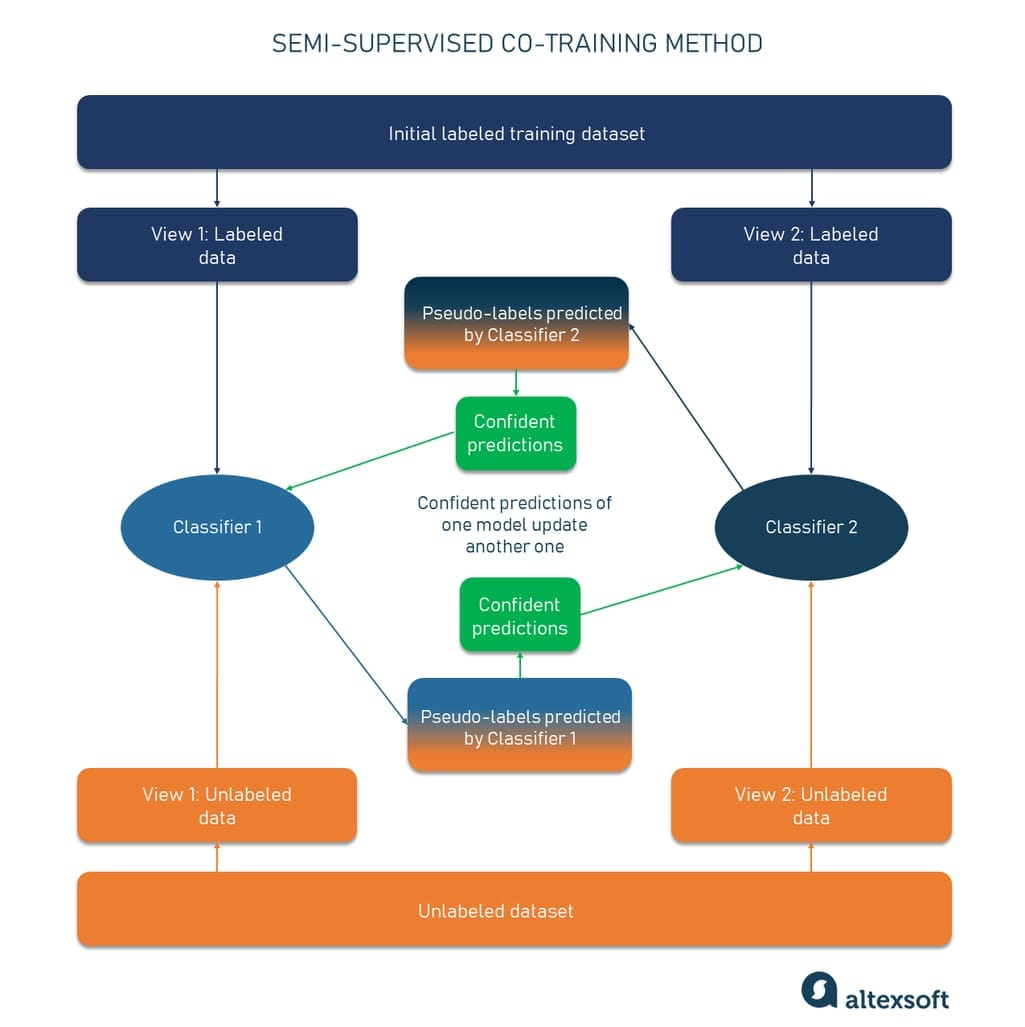 SEMI-SUPERVISED CO-TRAINING METHOD
Initial labeled training dataset
View 1: Labeled
data
View 2: Labeled
data
Pseudo-labels predicted
by Classifier 2
Confident
predictions
Classifier 1
Confident predictions of
one model update
another one
Classifier 2
Confident
predictions
Pseudo-labels predicted
by Classifier 1
View 1: Unlabeled
data
View 2: Unlabeled
data
Unlabeled dataset
altexsoft